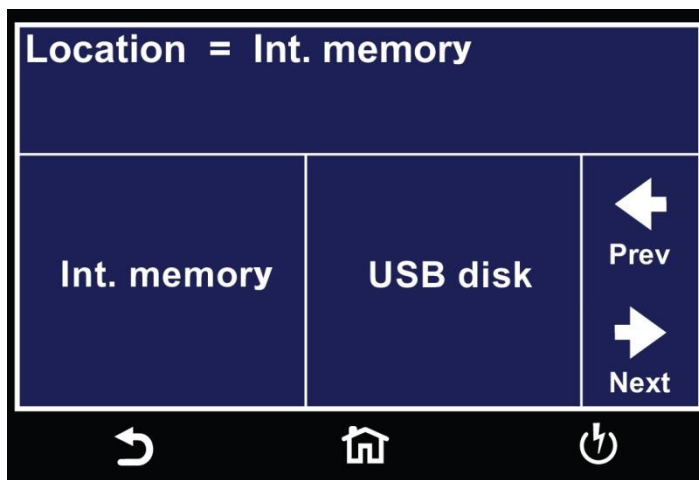 Location = Int. memory
Int. memory
USB disk
Prev
Next